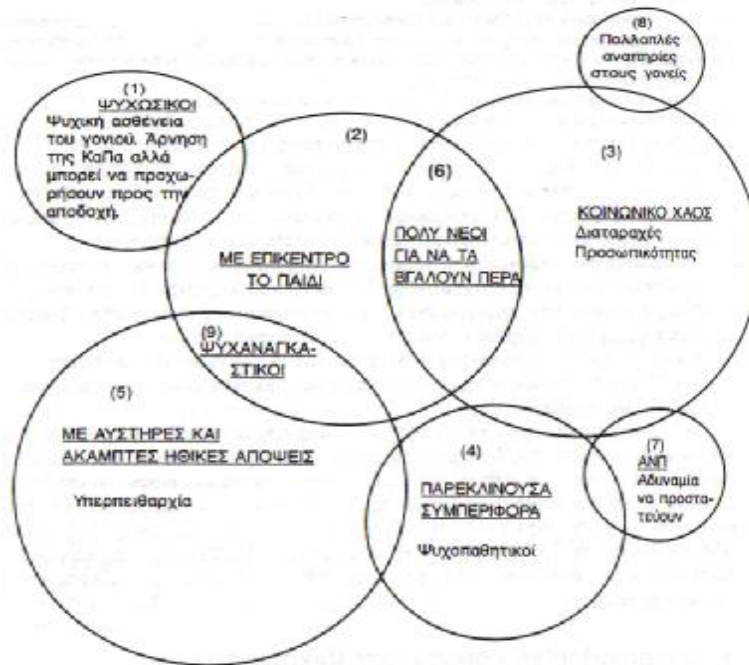 (1)
ΨΥΧΩΣΙΚΟΙ
Ψυχική ασθένεια
του γονιού. Άρνηση
της ΚαΠα αλλά
μπορεί να προχω-
ρήσουν προς την
αποδοχή.
(2)
ΜΕ ΕΠΙΚΕΝΤΡΟ
ΤΟ ΠΑΙΔΙ
(6)
ΠΟΛΥ ΝΕΟΙ
ΓΙΑ ΝΑ ΤΑ
ΒΓΑΛΟΥΝ ΠΕΡΑ
(8)
Πολλαπλές
αναπηρίες
στους γονείς
(3)
ΚΟΙΝΩΝΙΚΟ ΧΑΟΣ
Διαταραχές
Προσωπικότητας
(9)
ΨΥΧΑΝΑΓΚΑ-
ΣΤΙΚΟΙ
(5)
ΜΕ ΑΥΣΤΗΡΕΣ ΚΑΙ
ΑΚΑΜΠΤΕΣ ΗΘΙΚΕΣ ΑΠΟΨΕΙΣ
Υπερπειθαρχία
(4)
ΠΑΡΕΚΛΙΝΟΥΣΑ
ΣΥΜΠΕΡΙΦΟΡΑ
Ψυχοπαθητικοί
(7)
ΑΝΠ
Αδυναμία
να προστα-
τεύουν